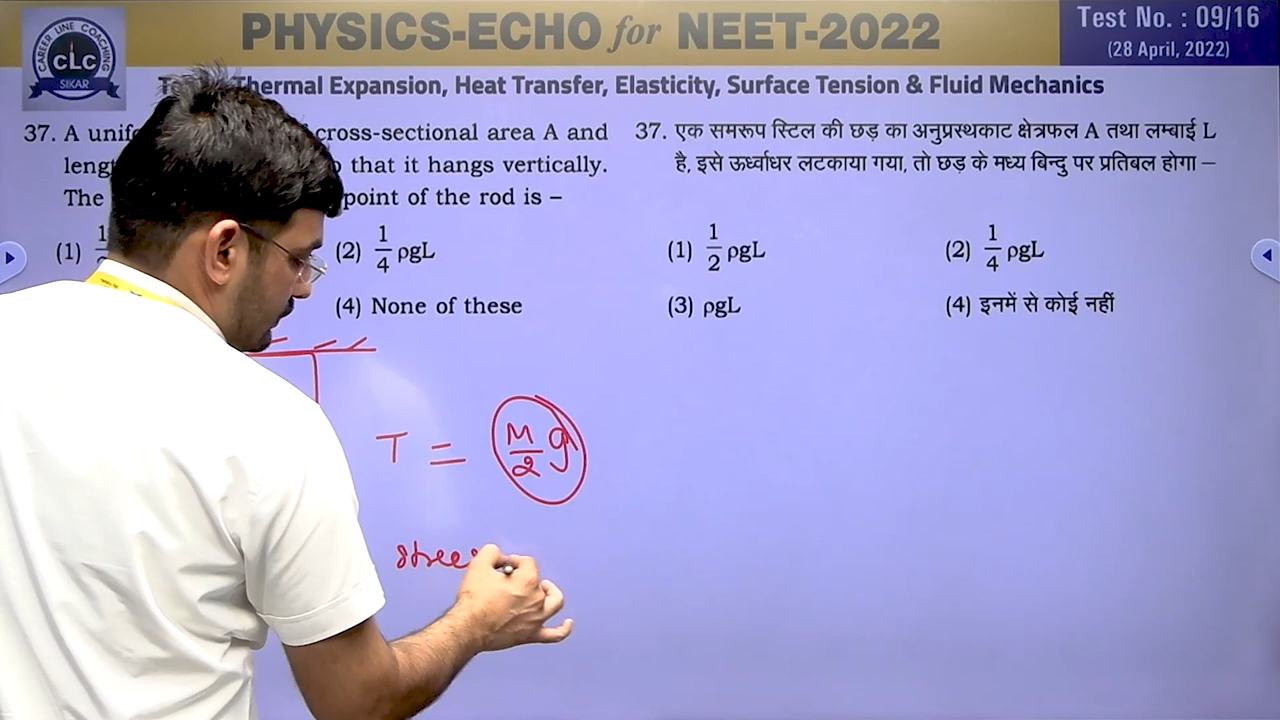 PHYSICS-ECHO for NEET-2022
Test No. : 09/16
(28 April, 2022)
CAREER LINE COACHING
CLC
SIKAR
Thermal Expansion, Heat Transfer, Elasticity, Surface Tension & Fluid Mechanics
37. A cross-sectional area A and
that it hangs vertically.
The point of the rod is –
(1)
(2) 1/4 ρgL
(4) None of these
37. एक समरूप स्टिल की छड़ का अनुप्रस्थकाट क्षेत्रफल A तथा लम्बाई L
है, इसे ऊर्ध्वाधर लटकाया गया, तो छड़ के मध्य बिन्दु पर प्रतिबल होगा –
(1) 1/2 ρgL
(2) 1/4 ρgL
(3) ρgL
(4) इनमें से कोई नहीं
T = M/2 g